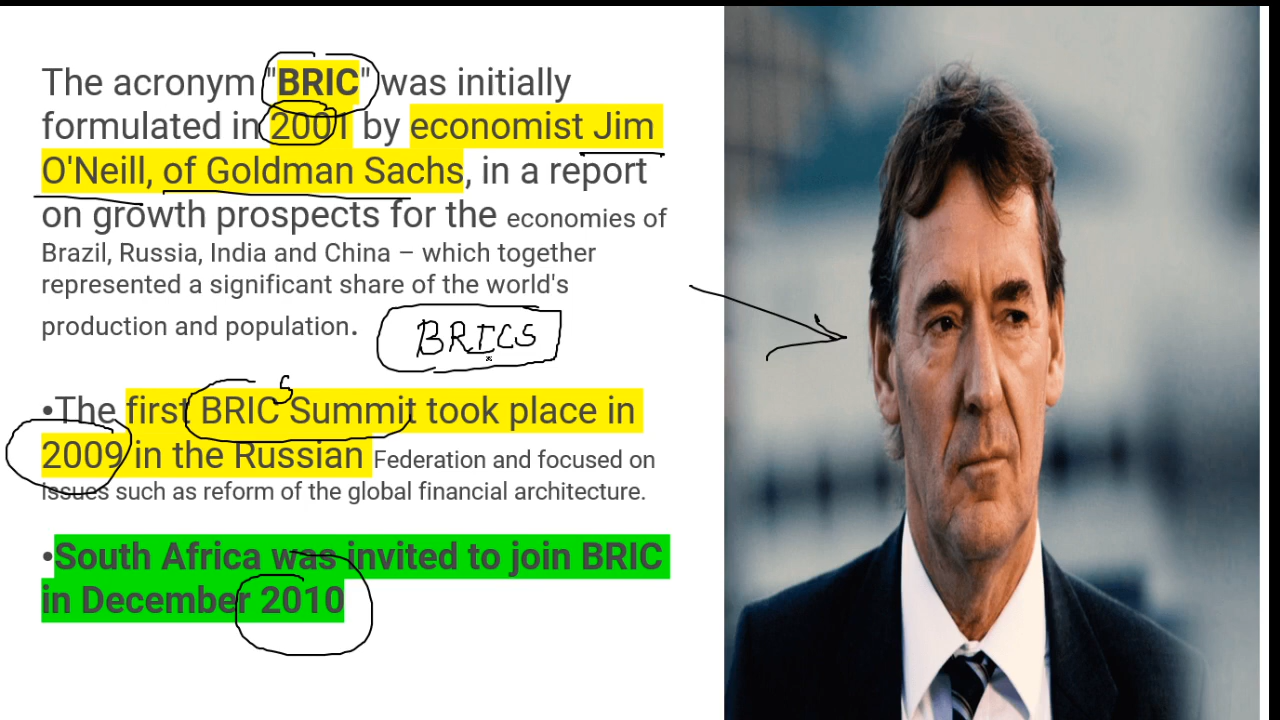 The acronym "BRIC" was initially
formulated in 2001 by economist Jim
O'Neill, of Goldman Sachs, in a report
on growth prospects for the economies of
Brazil, Russia, India and China – which together
represented a significant share of the world's
production and population.
BRICS
s
•The first BRIC Summit took place in
2009 in the Russian Federation and focused on
issues such as reform of the global financial architecture.
•South Africa was invited to join BRIC
in December 2010